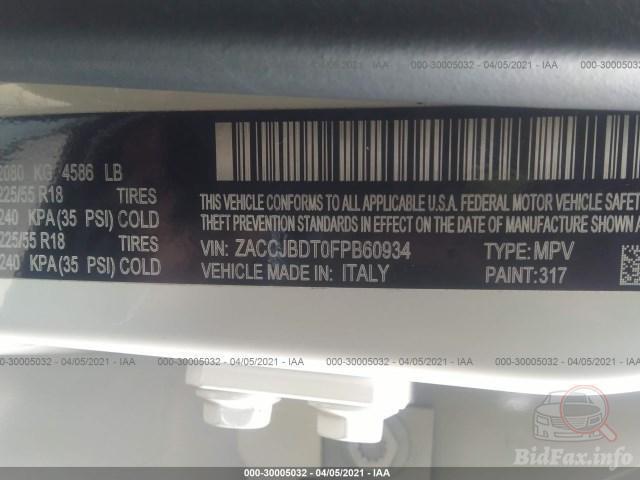 000-30005032 - 04/05/2021 - IAA
2080 KG 4586 LB
225/55 R18 TIRES
240 KPA(35 PSI) COLD
225/55 R18 TIRES
240 KPA(35 PSI) COLD
THIS VEHICLE CONFORMS TO ALL APPLICABLE U.S.A. FEDERAL MOTOR VEHICLE SAFETY
THEFT PREVENTION STANDARDS IN EFFECT ON THE DATE OF MANUFACTURE SHOWN A
VIN: ZACCJBDT0FPB60934 TYPE: MPV
VEHICLE MADE IN: ITALY PAINT:317
000-30005032 - 04/05/2021 - IAA
000-30005032 - 04/05/2021 - IAA
000-30005032 - 04/05/2021 - IAA
BidFax.info
000-30005032 - 04/05/2021 - IAA